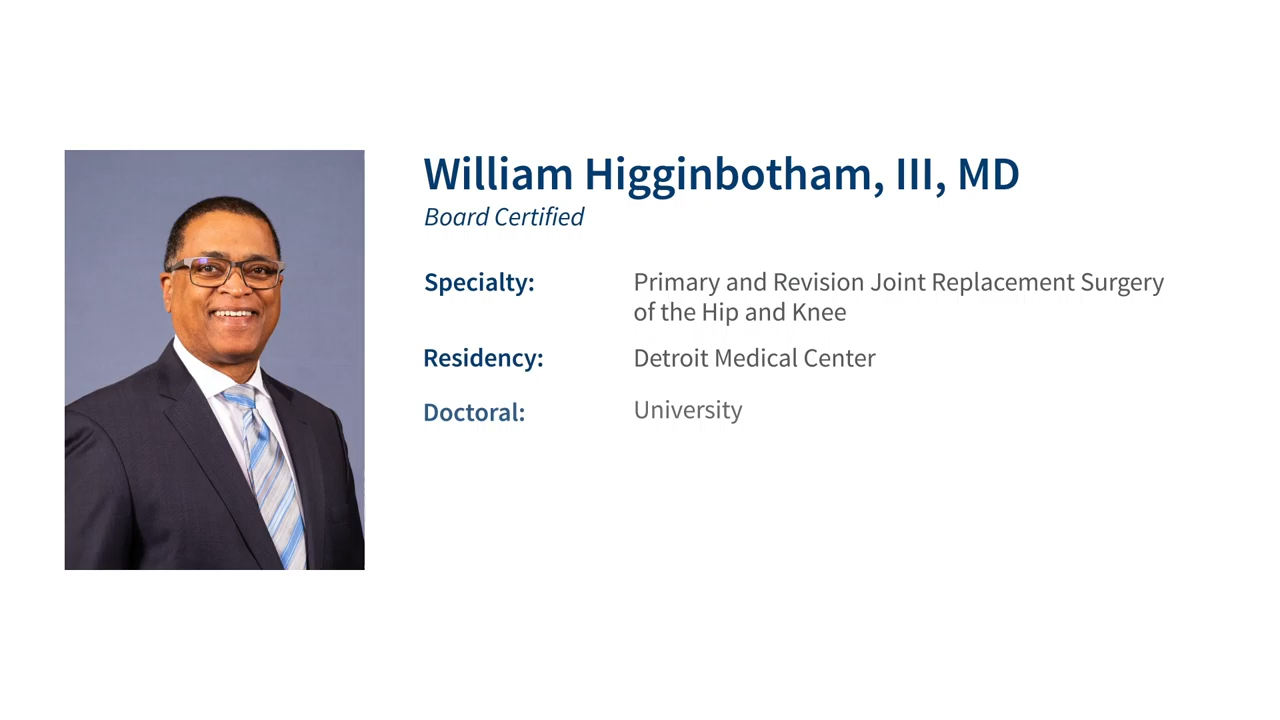 William Higginbotham, III, MD
Board Certified
Specialty: Primary and Revision Joint Replacement Surgery
of the Hip and Knee
Residency: Detroit Medical Center
Doctoral: University